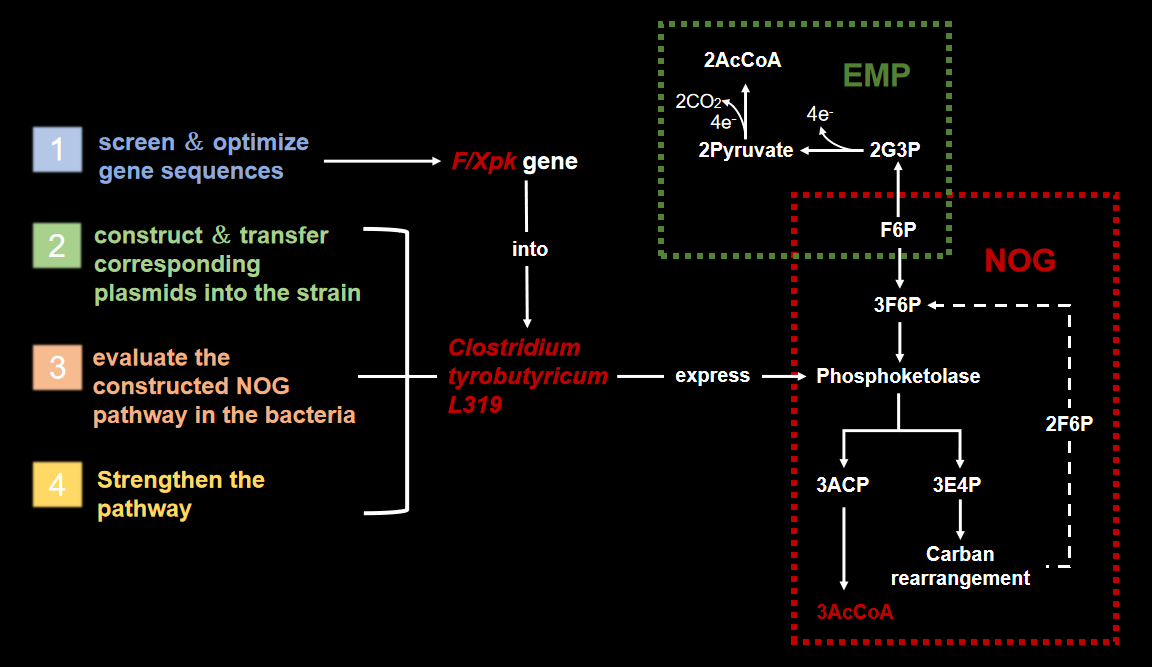 1
screen & optimize
gene sequences
2
construct & transfer
corresponding
plasmids into the strain
3
evaluate the
constructed NOG
pathway in the bacteria
4
Strengthen the
pathway
F/Xpk gene
into
Clostridium
tyrobutyricum
L319
express
EMP
2AcCoA
2CO₂
4e⁻
4e⁻
2Pyruvate
2G3P
F6P
NOG
3F6P
Phosphoketolase
2F6P
3ACP
3E4P
Carban
rearrangement
3AcCoA